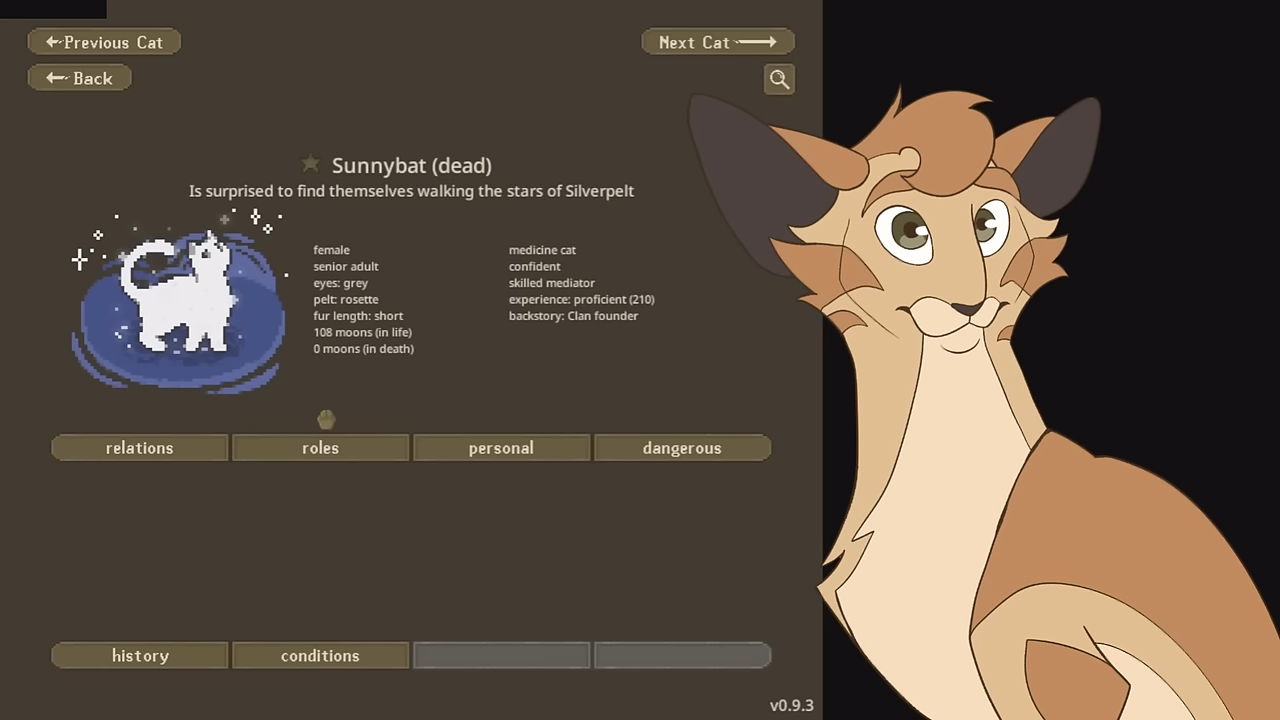 Previous Cat
Next Cat
Back
Sunnybat (dead)
Is surprised to find themselves walking the stars of Silverpelt
female
senior adult
eyes: grey
pelt: rosette
fur length: short
108 moons (in life)
0 moons (in death)
medicine cat
confident
skilled mediator
experience: proficient (210)
backstory: Clan founder
relations
roles
personal
dangerous
history
conditions
v0.9.3